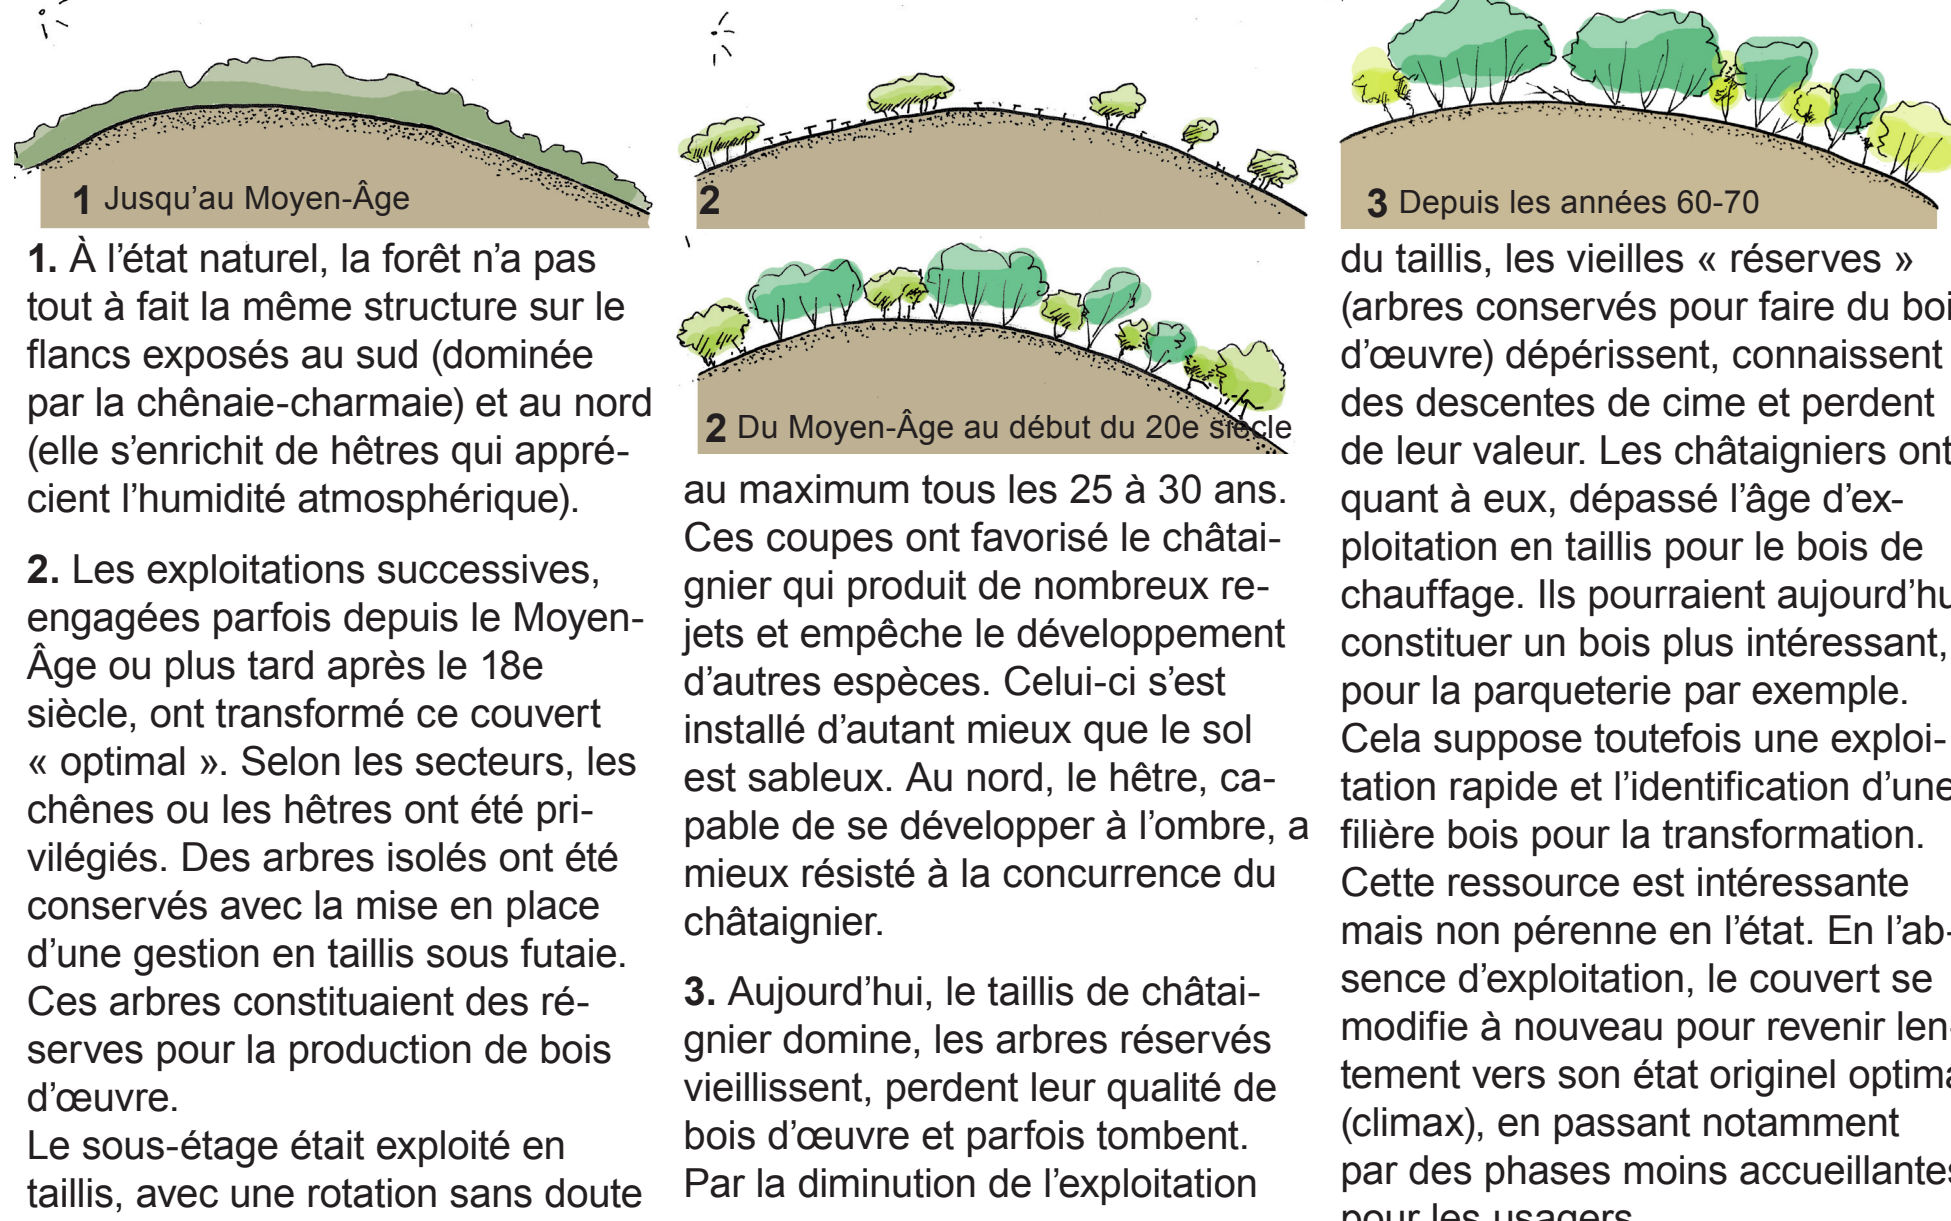 1 Jusqu'au Moyen-Âge
1. À l'état naturel, la forêt n'a pas
tout à fait la même structure sur le
flancs exposés au sud (dominée
par la chênaie-charmaie) et au nord
(elle s'enrichit de hêtres qui appré-
cient l'humidité atmosphérique).
2. Les exploitations successives,
engagées parfois depuis le Moyen-
Âge ou plus tard après le 18e
siècle, ont transformé ce couvert
« optimal ». Selon les secteurs, les
chênes ou les hêtres ont été pri-
vilégiés. Des arbres isolés ont été
conservés avec la mise en place
d'une gestion en taillis sous futaie.
Ces arbres constituaient des ré-
serves pour la production de bois
d'œuvre.
Le sous-étage était exploité en
taillis, avec une rotation sans doute
2
2 Du Moyen-Âge au début du 20e siècle
au maximum tous les 25 à 30 ans.
Ces coupes ont favorisé le châtai-
gnier qui produit de nombreux re-
jets et empêche le développement
d'autres espèces. Celui-ci s'est
installé d'autant mieux que le sol
est sableux. Au nord, le hêtre, ca-
pable de se développer à l'ombre, a
mieux résisté à la concurrence du
châtaignier.
3. Aujourd'hui, le taillis de châtai-
gnier domine, les arbres réservés
vieillissent, perdent leur qualité de
bois d'œuvre et parfois tombent.
Par la diminution de l'exploitation
3 Depuis les années 60-70
du taillis, les vieilles « réserves »
(arbres conservés pour faire du boi
d'œuvre) dépérissent, connaissent
des descentes de cime et perdent
de leur valeur. Les châtaigniers ont
quant à eux, dépassé l'âge d'ex-
ploitation en taillis pour le bois de
chauffage. Ils pourraient aujourd'hu
constituer un bois plus intéressant,
pour la parqueterie par exemple.
Cela suppose toutefois une exploi-
tation rapide et l'identification d'une
filière bois pour la transformation.
Cette ressource est intéressante
mais non pérenne en l'état. En l'ab-
sence d'exploitation, le couvert se
modifie à nouveau pour revenir len-
tement vers son état originel optima
(climax), en passant notamment
par des phases moins accueillantes
pour les usagers